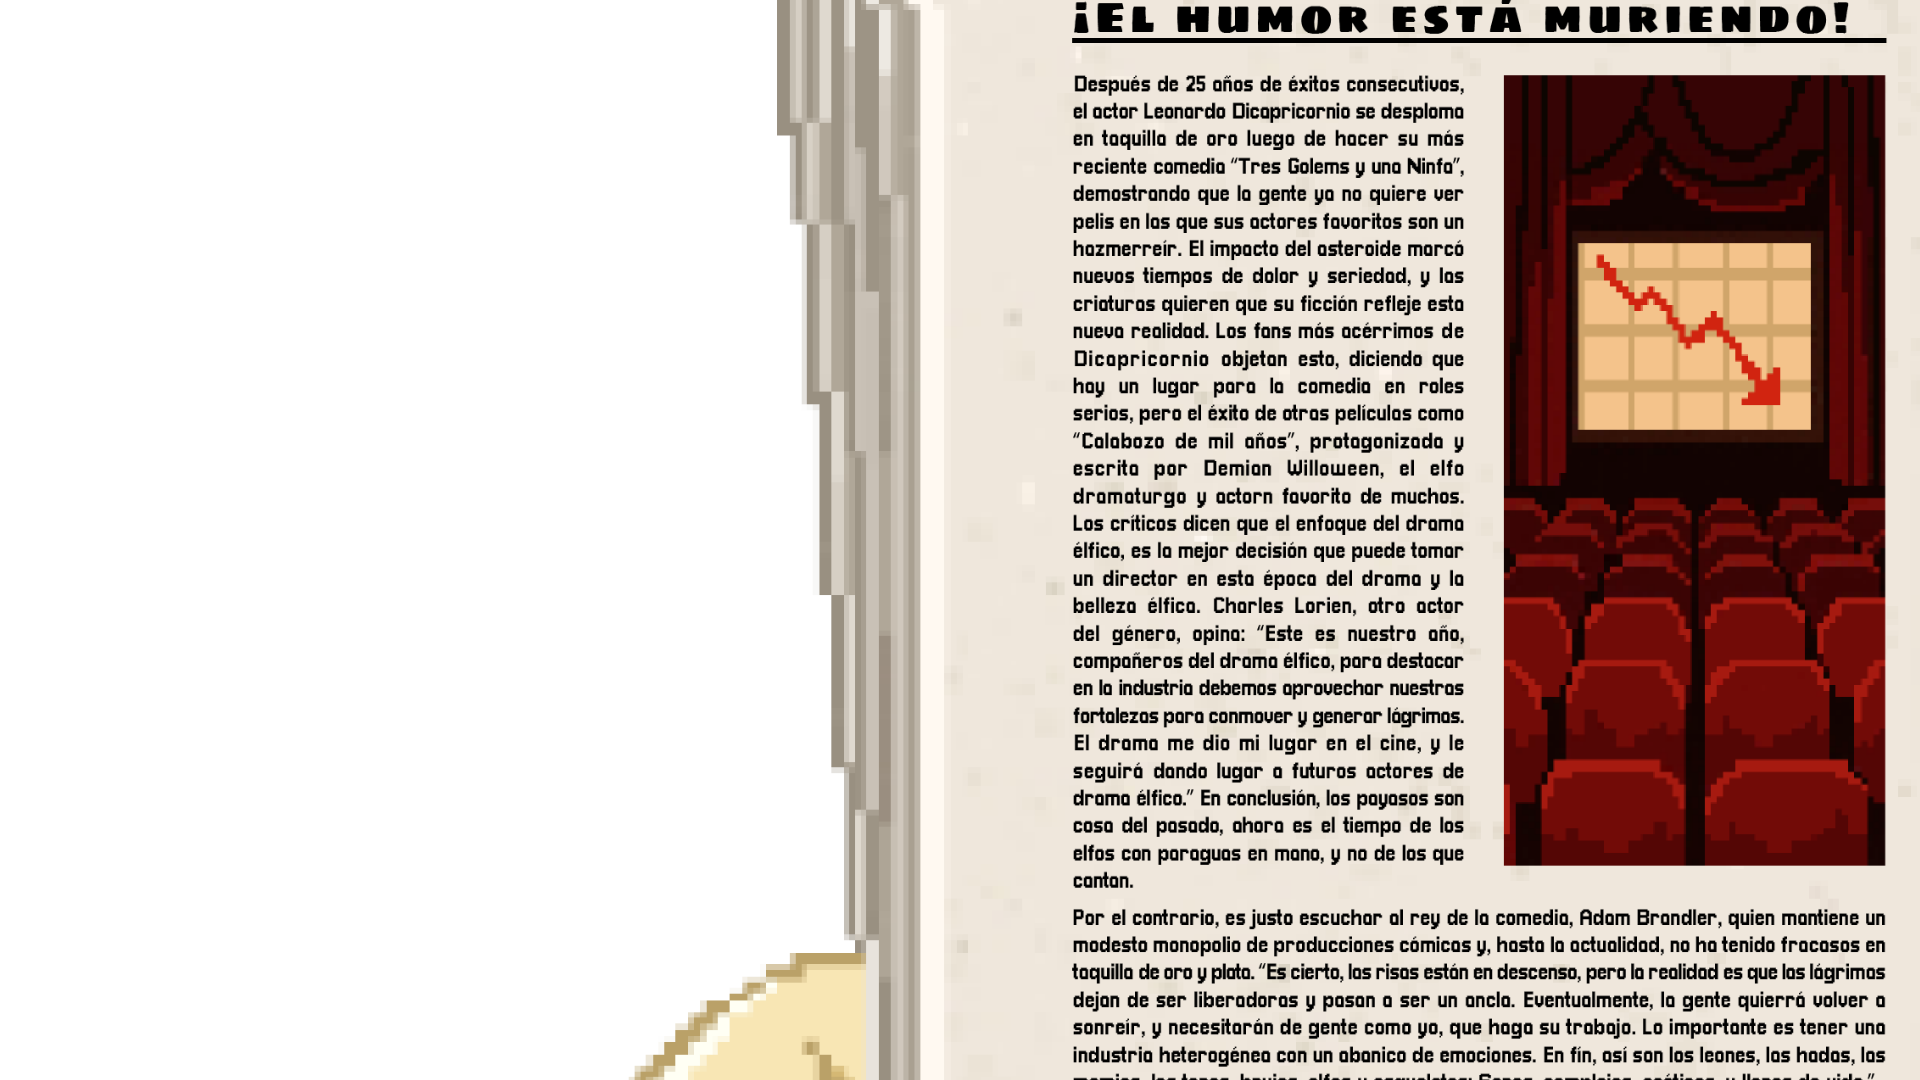 ¡EL HUMOR ESTÁ MURIENDO!
Después de 25 años de éxitos consecutivos,
el actor Leonardo Dicapricornio se desploma
en taquilla de oro luego de hacer su más
reciente comedia "Tres Golems y una Ninfa",
demostrando que la gente ya no quiere ver
pelis en las que sus actores favoritos son un
hazmerreír. El impacto del asteroide marcó
nuevos tiempos de dolor y seriedad, y las
criaturas quieren que su ficción refleje esta
nueva realidad. Los fans más acérrimos de
Dicapricornio objetan esto, diciendo que
hay un lugar para la comedia en roles
serios, pero el éxito de otras películas como
"Calabozo de mil años", protagonizada y
escrita por Demian Willoween, el elfo
dramaturgo y actorn favorito de muchos.
Los críticos dicen que el enfoque del drama
élfico, es la mejor decisión que puede tomar
un director en esta época del drama y la
belleza élfica. Charles Lorien, otro actor
del género, opina: "Este es nuestro año,
compañeros del drama élfico, para destacar
en la industria debemos aprovechar nuestras
fortalezas para conmover y generar lágrimas.
El drama me dio mi lugar en el cine, y le
seguirá dando lugar a futuros actores de
drama élfico." En conclusión, los payasos son
cosa del pasado, ahora es el tiempo de los
elfos con paraguas en mano, y no de los que
cantan.
Por el contrario, es justo escuchar al rey de la comedia, Adam Brandler, quien mantiene un
modesto monopolio de producciones cómicas y, hasta la actualidad, no ha tenido fracasos en
taquilla de oro y plata. "Es cierto, las risas están en descenso, pero la realidad es que las lágrimas
dejan de ser liberadoras y pasan a ser un ancla. Eventualmente, la gente querrá volver a
sonreír, y necesitarán de gente como yo, que haga su trabajo. Lo importante es tener una
industria heterogénea con un abanico de emociones. En fín, así son los leones, las hadas, las